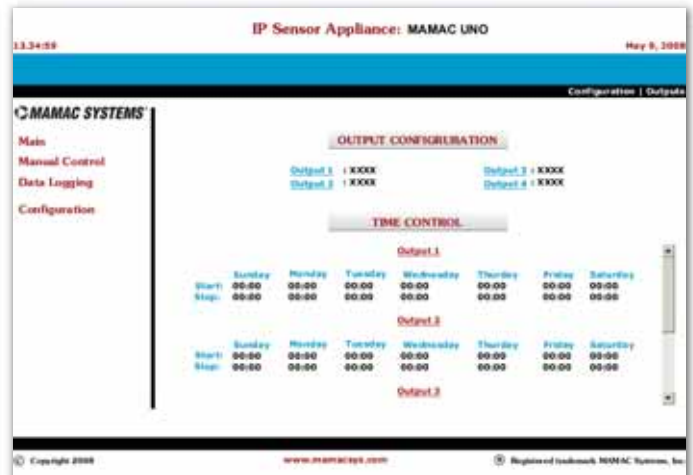 IP Sensor Appliance: MAMAC UNO
13.34:59 May 9, 2008
Configuration | Outputs
MAMAC SYSTEMS
Main
Manual Control
Data Logging
Configuration
OUTPUT CONFIGRURATION
Output 1 : XXXX Output 3 : XXXX
Output 2 : XXXX Output 4 : XXXX
TIME CONTROL
Output 1
Sunday Monday Tuesday Wednesday Thursday Friday Saturday
Start: 00:00 00:00 00:00 00:00 00:00 00:00 00:00
Stop: 00:00 00:00 00:00 00:00 00:00 00:00 00:00
Output 2
Sunday Monday Tuesday Wednesday Thursday Friday Saturday
Start: 00:00 00:00 00:00 00:00 00:00 00:00 00:00
Stop: 00:00 00:00 00:00 00:00 00:00 00:00 00:00
Output 3
© Copyright 2008 www.mamacsys.com ® Registered trademark MAMAC Systems, Inc